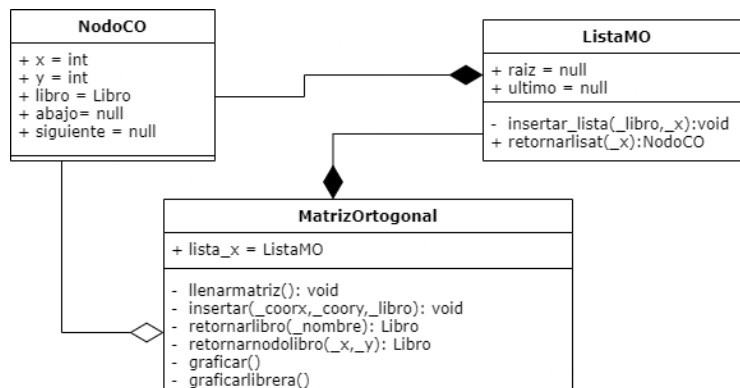 NodoCO
+ x = int
+ y = int
+ libro = Libro
+ abajo= null
+ siguiente = null
ListaMO
+ raiz = null
+ ultimo = null
- insertar_lista(_libro,_x):void
+ retornarlisat(_x):NodoCO
MatrizOrtogonal
+ lista_x = ListaMO
- llenarmatriz(): void
- insertar(_coorx,_coory,_libro): void
- retornarlibro(_nombre): Libro
- retornarnodolibro(_x,_y): Libro
- graficar()
- graficarlibrera()